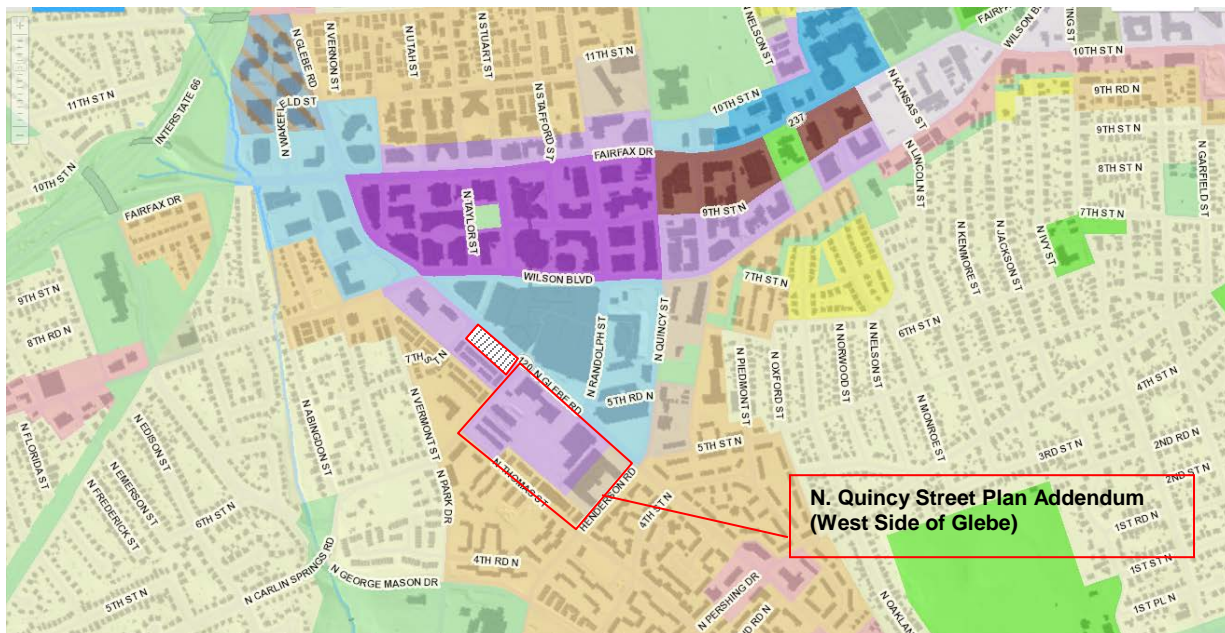 N GLEBE RD
N VERNON ST
N UTAH ST
N STUART ST
N STAFFORD ST
11TH ST N
N NELSON ST
FAIRFAX
WILSON BL
10TH ST N
11TH ST N
INTERSTATE 66
N WAKEF
LD ST
10TH ST N
237
N KANSAS ST
9TH RD N
9TH ST N
8TH ST N
N GARFIELD ST
FAIRFAX DR
10TH ST N
FAIRFAX DR
N TAYLOR ST
9TH ST N
N LINCOLN ST
7TH ST N
N IVY ST
N JACKSON ST
N KENMORE ST
WILSON BLVD
7TH ST N
9TH ST N
8TH RD N
7TH ST N
120 N GLEBE RD
N RANDOLPH ST
N QUINCY ST
6TH ST N
N NELSON ST
N NORWOOD ST
N OXFORD ST
N PIEDMONT ST
5TH RD N
4TH ST N
N FLORIDA ST
N EDISON ST
N EMERSON ST
N FREDERICK ST
N ABINGDON ST
N VERMONT ST
N PARK DR
N THOMAS ST
HENDERSON RD
5TH ST N
4TH ST N
N MONROE ST
3RD ST N
2ND RD N
2ND ST N
6TH ST N
5TH ST N
N CARLIN SPRINGS RD
N GEORGE MASON DR
4TH RD N
N PERSHING DR
N OAKLAN
1ST RD N
1ST ST N
1ST PL N
N. Quincy Street Plan Addendum
(West Side of Glebe)